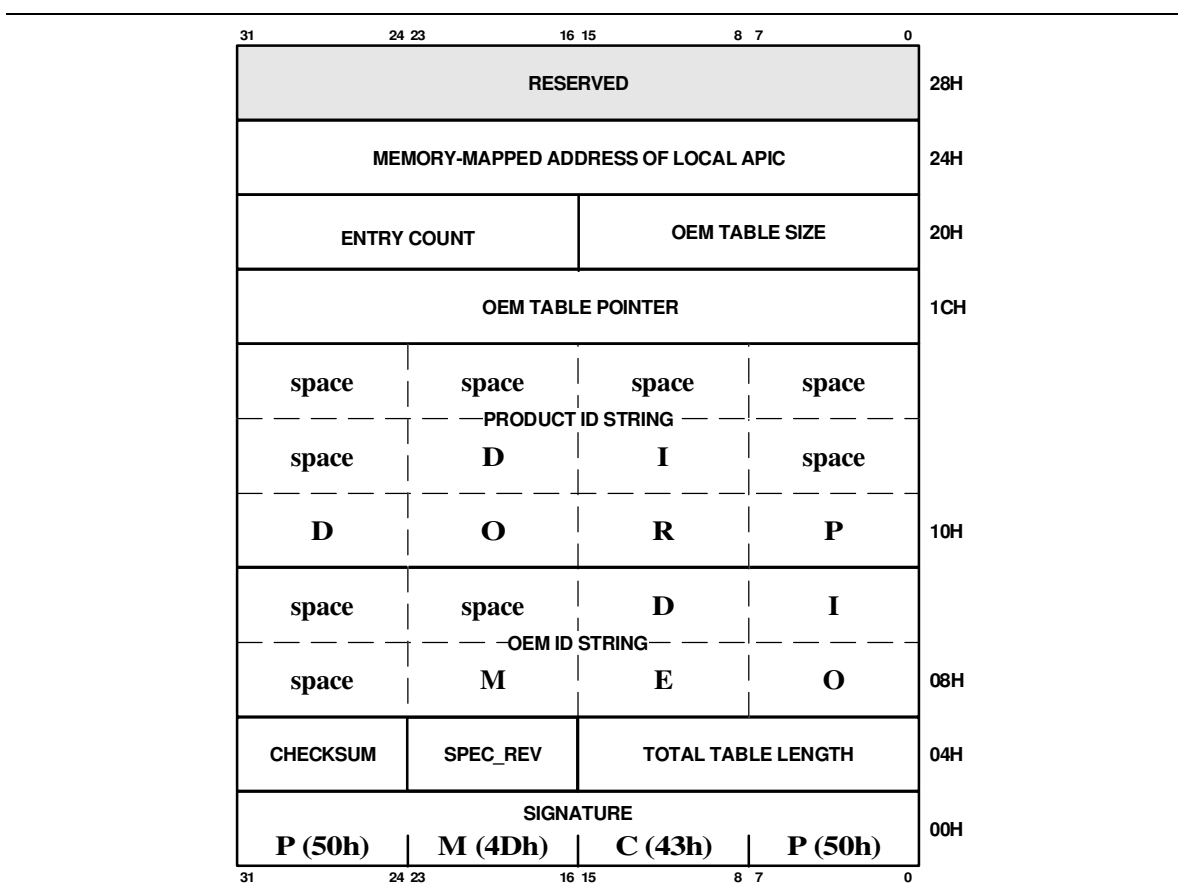 31 24 23 16 15 8 7 0
RESERVED 28H
MEMORY-MAPPED ADDRESS OF LOCAL APIC 24H
ENTRY COUNT OEM TABLE SIZE 20H
OEM TABLE POINTER 1CH
space space space space
PRODUCT ID STRING
space D I space
D O R P 10H
space space D I
OEM ID STRING
space M E O 08H
CHECKSUM SPEC_REV TOTAL TABLE LENGTH 04H
SIGNATURE 00H
P (50h) M (4Dh) C (43h) P (50h)
31 24 23 16 15 8 7 0